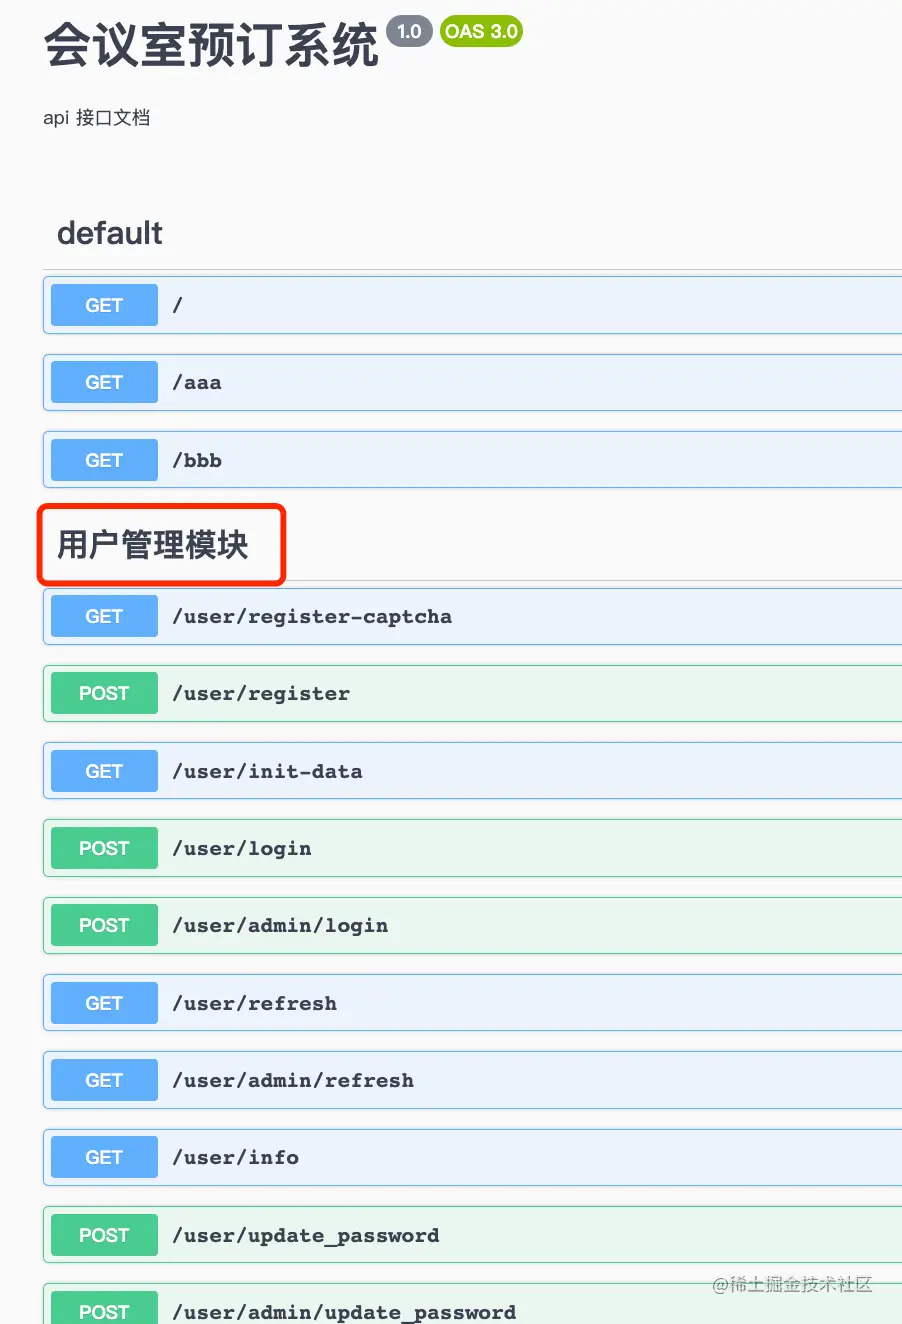 会议室预订系统 1.0 OAS 3.0
api 接口文档
default
GET /
GET /aaa
GET /bbb
用户管理模块
GET /user/register-captcha
POST /user/register
GET /user/init-data
POST /user/login
POST /user/admin/login
GET /user/refresh
GET /user/admin/refresh
GET /user/info
POST /user/update_password
@稀土掘金技术社区
POST /user/admin/update_password